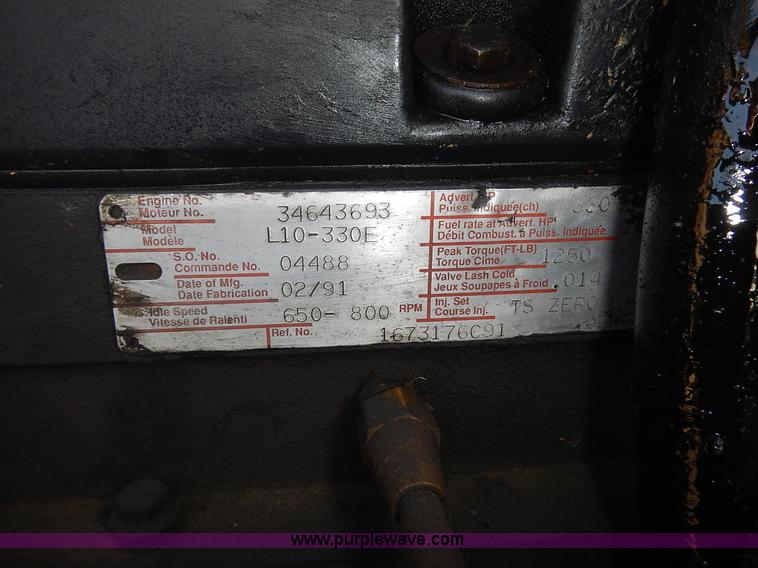 Engine No.
Moteur No. 34643693
Model
Modèle L10-330E
S.O. No.
Commande No. 04488
Date of Mfg.
Date Fabrication 02/91
Idle Speed
Vitesse de Ralenti 650- 800 RPM
Ref. No. 1673176C91
Advert. HP
Puiss. Indiquée(ch)
Fuel rate at Advert. HP
Débit Combust. à Puiss. Indiquée
Peak Torque(FT-LB)
Torque Cime 1250
Valve Lash Cold
Jeux Soupapes à Froid .014
Inj. Set
Course Inj. TS ZERO
www.purplewave.com